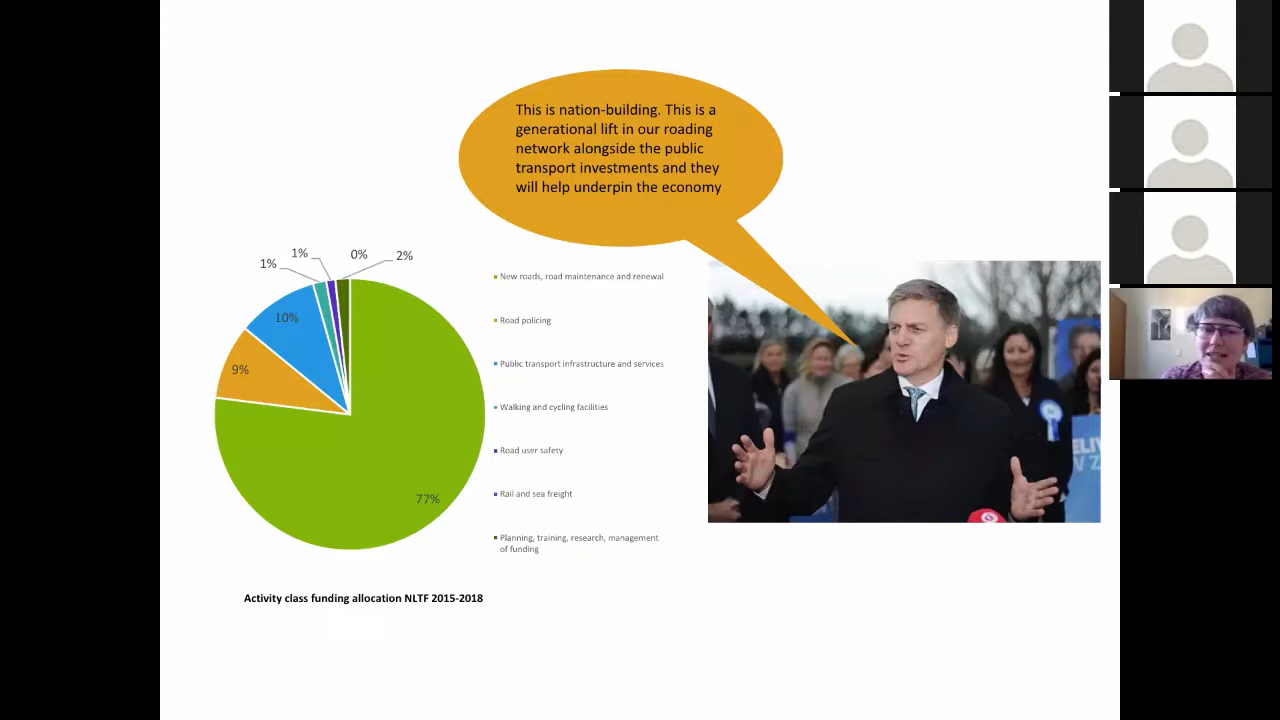 This is nation-building. This is a
generational lift in our roading
network alongside the public
transport investments and they
will help underpin the economy
1%
1%
0%
2%
10%
9%
77%
New roads, road maintenance and renewal
Road policing
Public transport infrastructure and services
Walking and cycling facilities
Road user safety
Rail and sea freight
Planning, training, research, management
of funding
ELIV
V Z
Activity class funding allocation NLTF 2015-2018